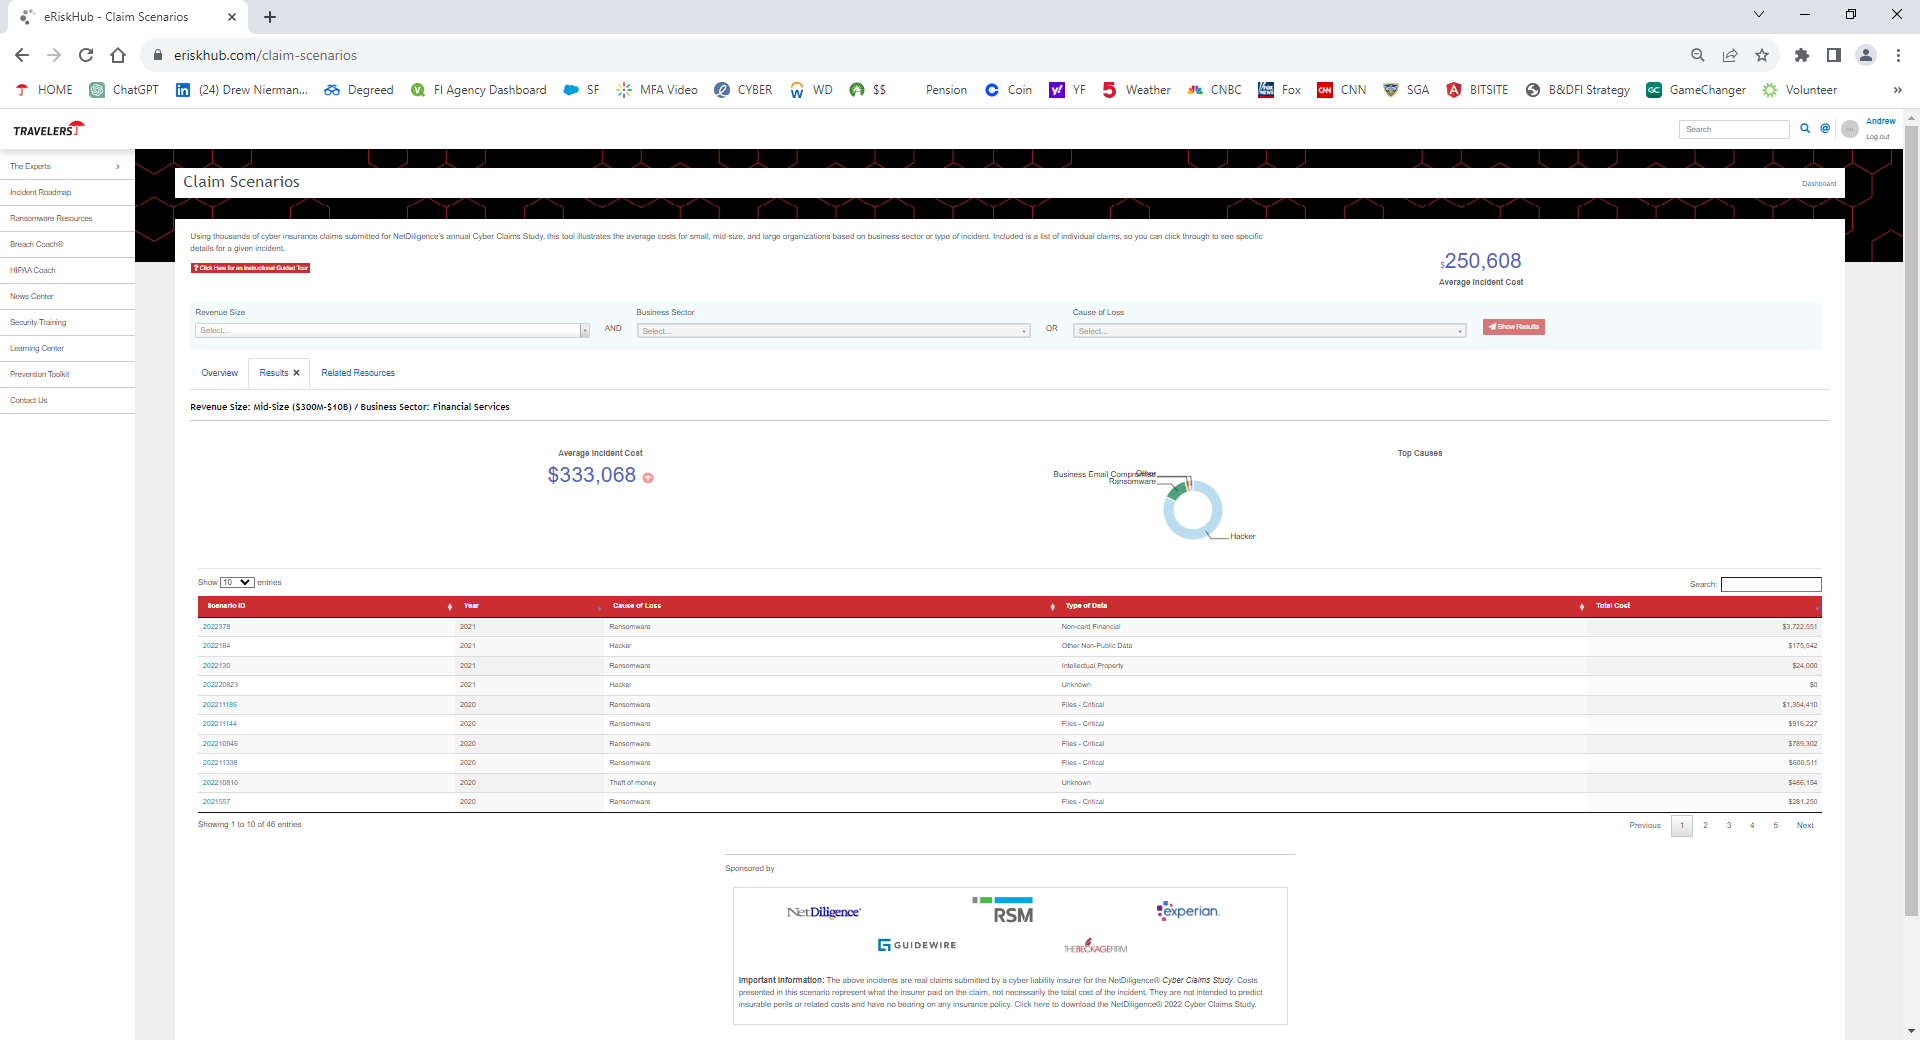 eRiskHub - Claim Scenarios
eriskhub.com/claim-scenarios
HOME ChatGPT (24) Drew Nierman... Degreed FI Agency Dashboard SF MFA Video CYBER WD $$ Pension Coin YF Weather CNBC Fox CNN SGA BITSITE B&DFI Strategy GameChanger Volunteer
TRAVELERS
Search
Andrew
Log out
The Experts
Incident Roadmap
Ransomware Resources
Breach Coach®
HIPAA Coach
News Center
Security Training
Learning Center
Prevention Toolkit
Contact Us
Claim Scenarios
Dashboard
Using thousands of cyber insurance claims submitted for NetDiligence's annual Cyber Claims Study, this tool illustrates the average costs for small, mid-size, and large organizations based on business sector or type of incident. Included is a list of individual claims, so you can click through to see specific
details for a given incident.
? Click Here for an Instructional Guided Tour
$250,608
Average Incident Cost
Revenue Size
Select...
AND
Business Sector
Select...
OR
Cause of Loss
Select...
Show Results
Overview Results ✕ Related Resources
Revenue Size: Mid-Size ($300M-$10B) / Business Sector: Financial Services
Average Incident Cost
$333,068
Top Causes
Business Email Compromise
Other
Ransomware
Hacker
Show 10 entries
Search:
Scenario ID Year Cause of Loss Type of Data Total Cost
2022378 2021 Ransomware Non-card Financial $3,722,551
2022184 2021 Hacker Other Non-Public Data $175,542
2022130 2021 Ransomware Intellectual Property $24,000
202220823 2021 Hacker Unknown $0
202211186 2020 Ransomware Files - Critical $1,354,410
202211144 2020 Ransomware Files - Critical $916,227
202210946 2020 Ransomware Files - Critical $789,302
202211338 2020 Ransomware Files - Critical $600,511
202210810 2020 Theft of money Unknown $486,154
2021557 2020 Ransomware Files - Critical $281,250
Showing 1 to 10 of 46 entries
Previous 1 2 3 4 5 Next
Sponsored by
NetDiligence®
RSM
experian.
GUIDEWIRE
THEBECKAGEFIRM
Important Information: The above incidents are real claims submitted by a cyber liability insurer for the NetDiligence® Cyber Claims Study. Costs
presented in this scenario represent what the insurer paid on the claim, not necessarily the total cost of the incident. They are not intended to predict
insurable perils or related costs and have no bearing on any insurance policy. Click here to download the NetDiligence® 2022 Cyber Claims Study.